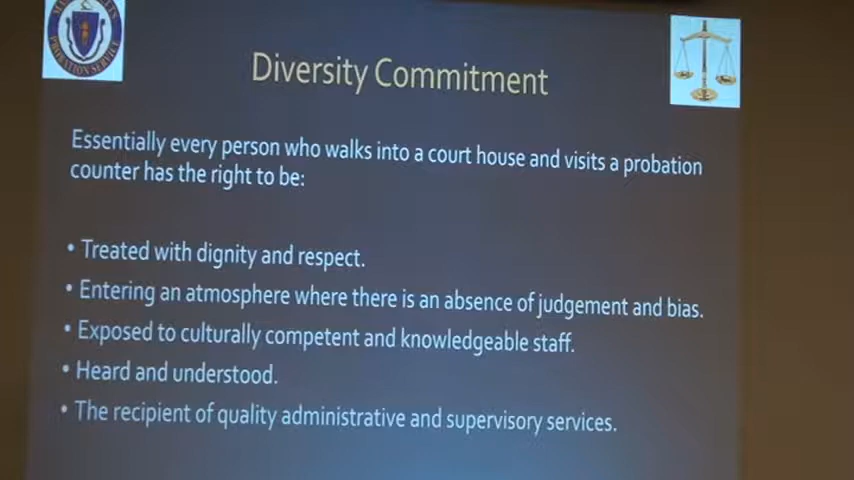 PROBATION SERVICE
Diversity Commitment
Essentially every person who walks into a court house and visits a probation
counter has the right to be:
• Treated with dignity and respect.
• Entering an atmosphere where there is an absence of judgement and bias.
• Exposed to culturally competent and knowledgeable staff.
• Heard and understood.
• The recipient of quality administrative and supervisory services.